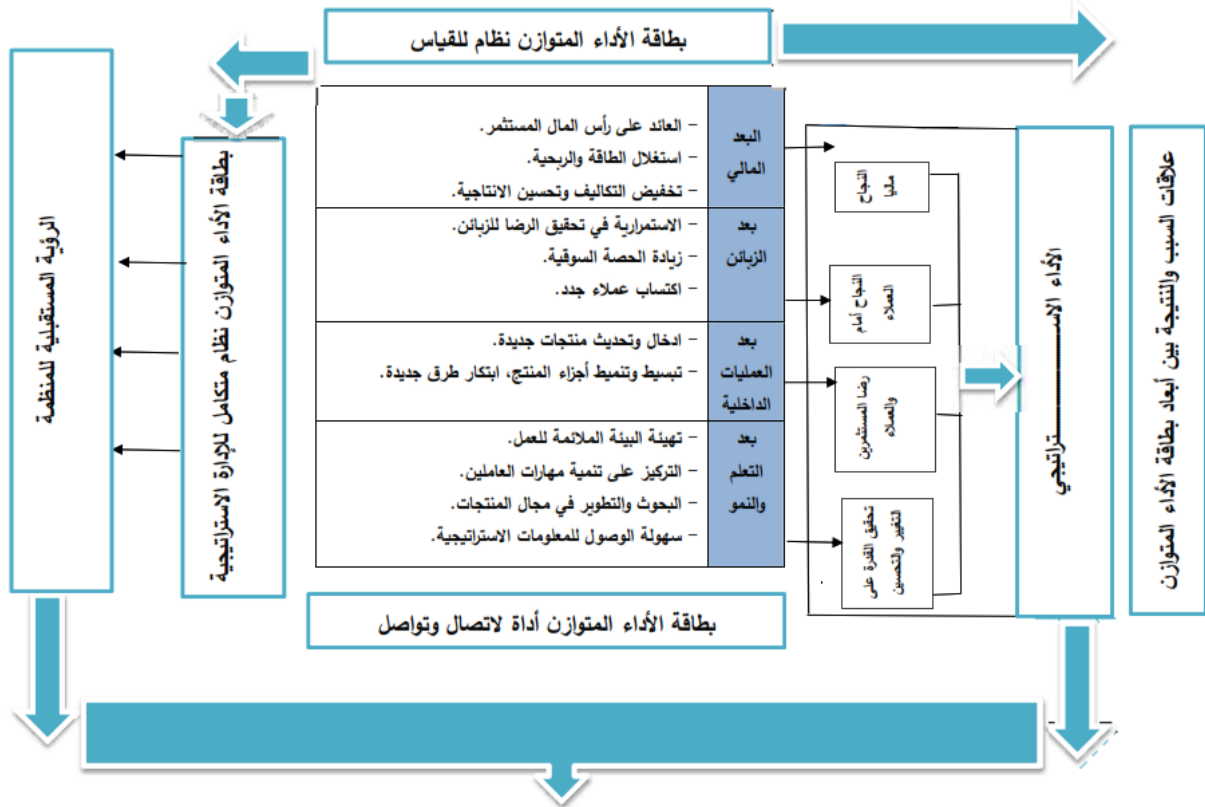 بطاقة الأداء المتوازن نظام للقياس
علاقات السبب والنتيجة بين أبعاد بطاقة الأداء المتوازن
الأداء الاســـــــــتراتيجي
النجاح
ماليا
النجاح أمام
العملاء
رضا المستثمرين
والعملاء
تحقيق القدرة على
التغيير والتحسين
البعد
المالي
- العائد على رأس المال المستثمر.
- استغلال الطاقة والربحية.
- تخفيض التكاليف وتحسين الانتاجية.
بعد
الزبائن
- الاستمرارية في تحقيق الرضا للزبائن.
- زيادة الحصة السوقية.
- اكتساب عملاء جدد.
بعد
العمليات
الداخلية
- ادخال وتحديث منتجات جديدة.
- تبسيط وتنميط أجزاء المنتج، ابتكار طرق جديدة.
بعد
التعلم
والنمو
- تهيئة البيئة الملائمة للعمل.
- التركيز على تنمية مهارات العاملين.
- البحوث والتطوير في مجال المنتجات.
- سهولة الوصول للمعلومات الاستراتيجية.
بطاقة الأداء المتوازن نظام متكامل للإدارة الاستراتيجية
الرؤية المستقبلية للمنظمة
بطاقة الأداء المتوازن أداة لاتصال وتواصل